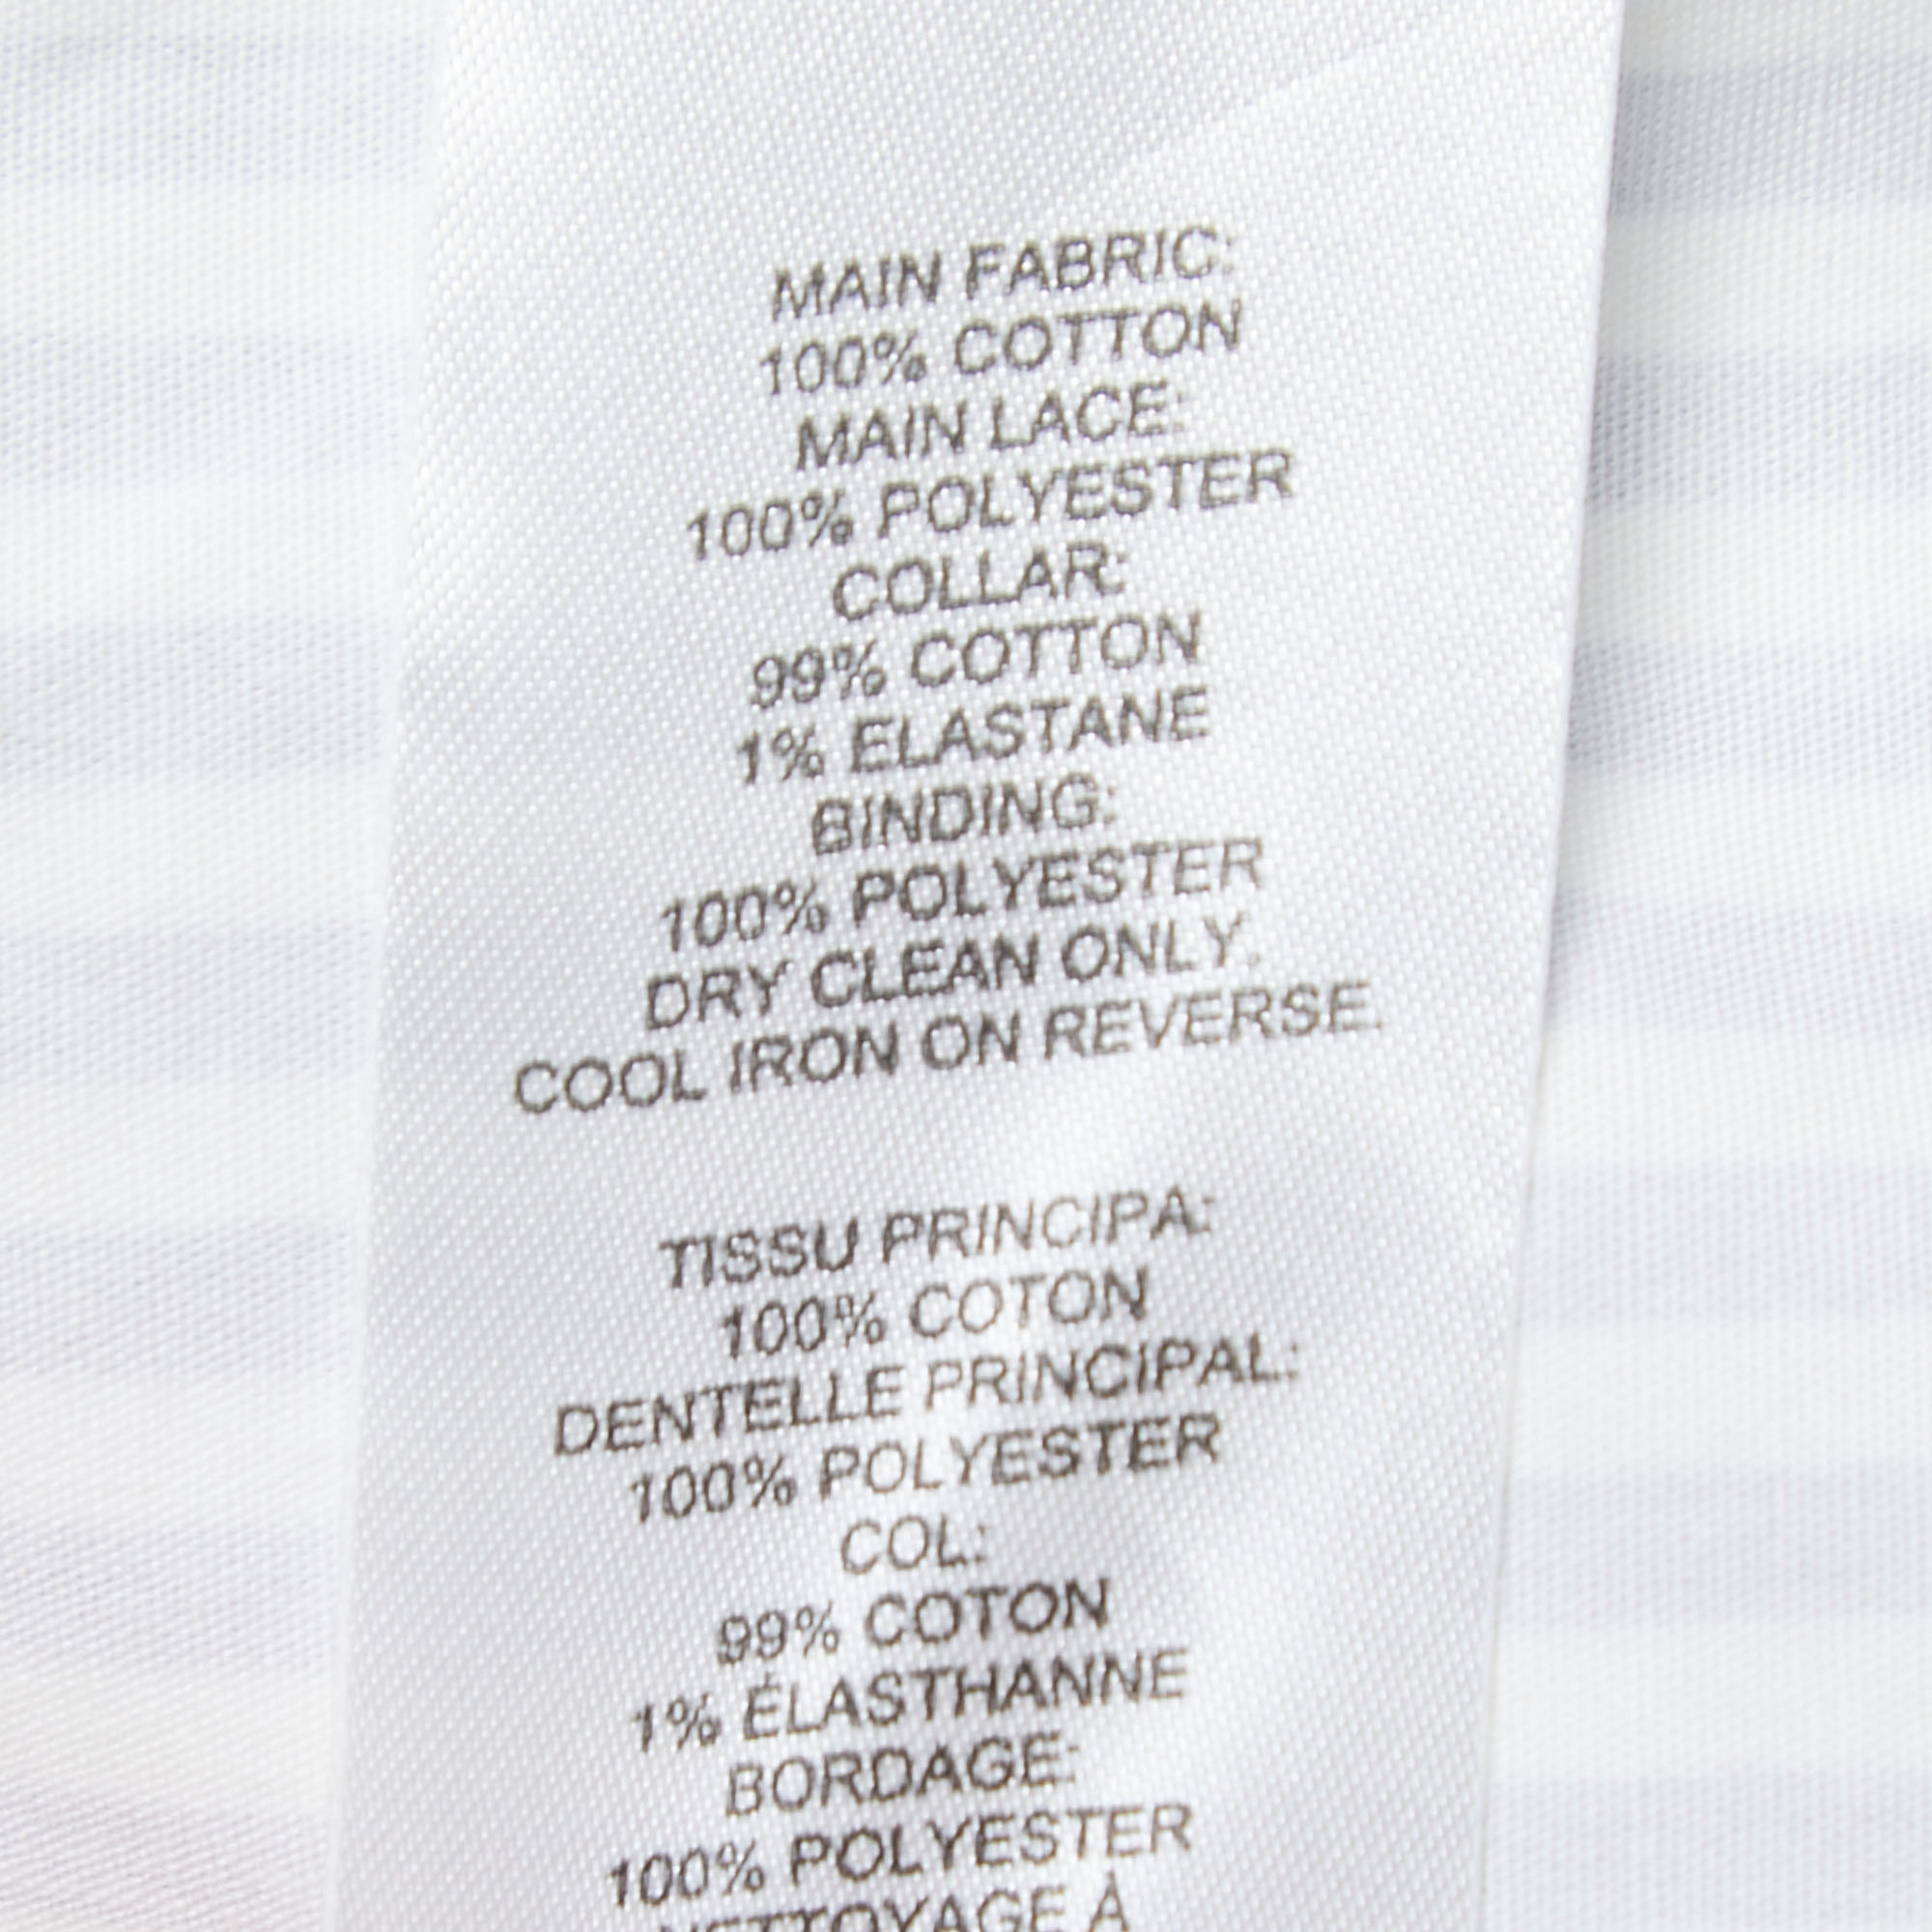 MAIN FABRIC:
100% COTTON
MAIN LACE:
100% POLYESTER
COLLAR:
99% COTTON
1% ELASTANE
BINDING:
100% POLYESTER
DRY CLEAN ONLY.
COOL IRON ON REVERSE.
TISSU PRINCIPA:
100% COTON
DENTELLE PRINCIPAL:
100% POLYESTER
COL:
99% COTON
1% ÉLASTHANNE
BORDAGE:
100% POLYESTER
NETTOYAGE À